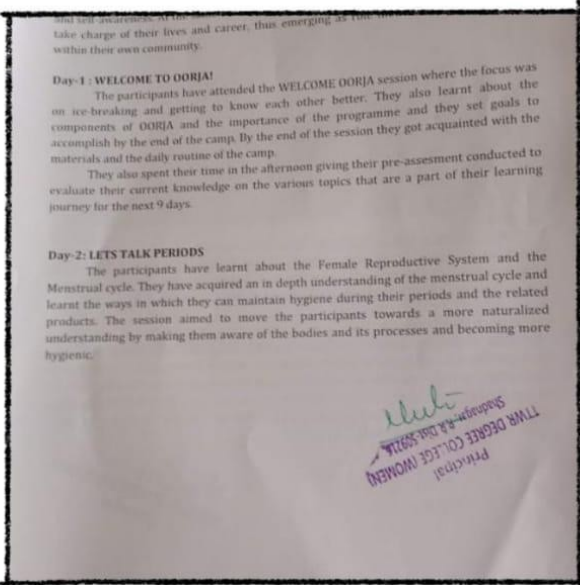 and self-awareness. At the
take charge of their lives and career, thus emerging as role
within their own community.
Day-1 : WELCOME TO OORJA!
The participants have attended the WELCOME OORJA session where the focus was
on ice-breaking and getting to know each other better. They also learnt about the
components of OORJA and the importance of the programme and they set goals to
accomplish by the end of the camp. By the end of the session they got acquainted with the
materials and the daily routine of the camp.
They also spent their time in the afternoon giving their pre-assesment conducted to
evaluate their current knowledge on the various topics that are a part of their learning
journey for the next 9 days.
Day-2: LETS TALK PERIODS
The participants have learnt about the Female Reproductive System and the
Menstrual cycle. They have acquired an in depth understanding of the menstrual cycle and
learnt the ways in which they can maintain hygiene during their periods and the related
products. The session aimed to move the participants towards a more naturalized
understanding by making them aware of the bodies and its processes and becoming more
hygienic.
Principal
TTWR DEGREE COLLEGE (WOMEN)
Shadnagar, R.R Dist